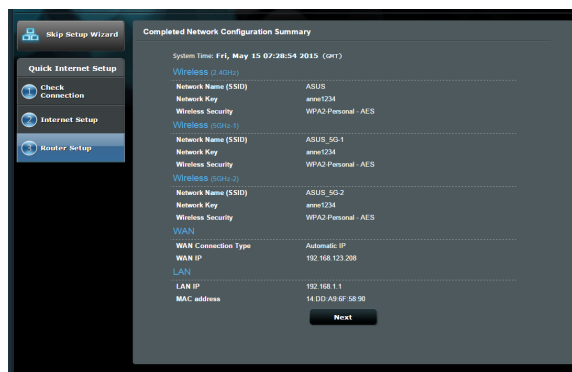 Skip Setup Wizard
Quick Internet Setup
1 Check Connection
2 Internet Setup
3 Router Setup
Completed Network Configuration Summary
System Time: Fri, May 15 07:28:54 2015 (GMT)
Wireless (2.4GHz)
Network Name (SSID) ASUS
Network Key anne1234
Wireless Security WPA2-Personal - AES
Wireless (5GHz-1)
Network Name (SSID) ASUS_5G-1
Network Key anne1234
Wireless Security WPA2-Personal - AES
Wireless (5GHz-2)
Network Name (SSID) ASUS_5G-2
Network Key anne1234
Wireless Security WPA2-Personal - AES
WAN
WAN Connection Type Automatic IP
WAN IP 192.168.123.208
LAN
LAN IP 192.168.1.1
MAC address 14:DD:A9:6F:58:90
Next